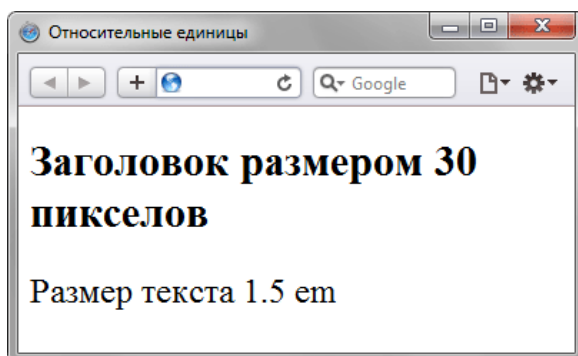 Относительные единицы
Google
Заголовок размером 30
пикселов
Размер текста 1.5 em